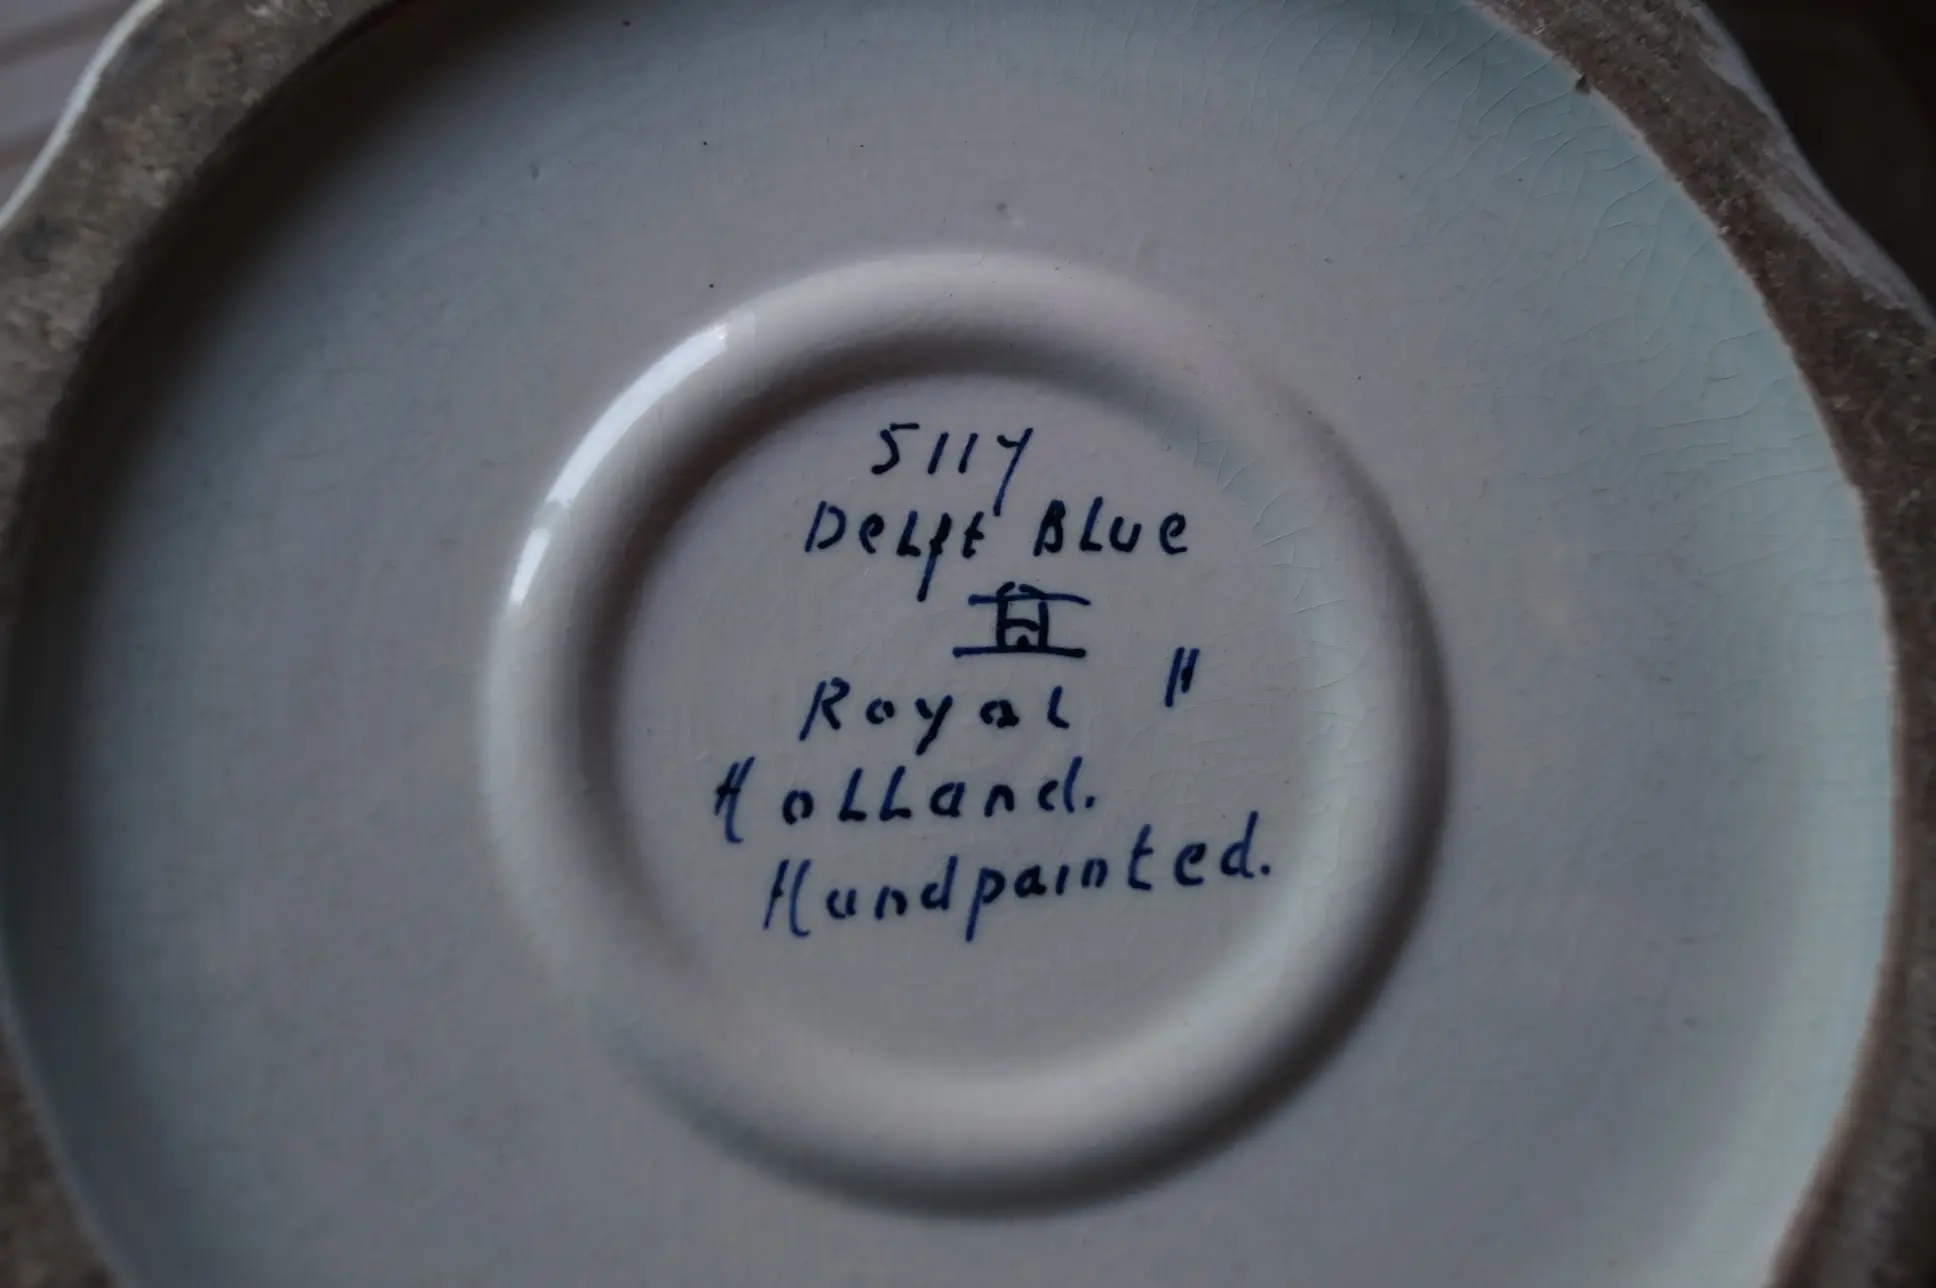 5117
Delft Blue
Royal H
Holland.
Handpainted.